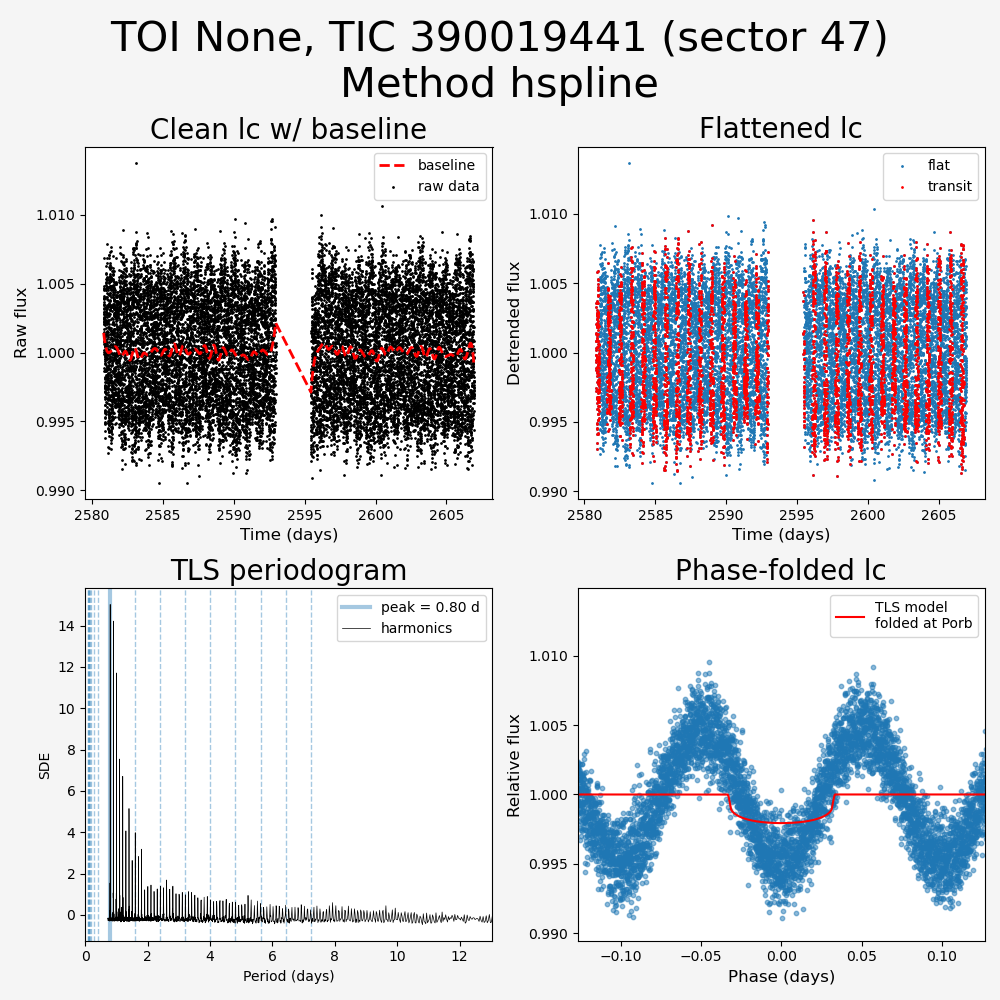 TOI None, TIC 390019441 (sector 47)
Method hspline
Clean lc w/ baseline
Flattened lc
baseline
raw data
flat
transit
1.010
1.005
1.000
0.995
0.990
Raw flux
2580 2585 2590 2595 2600 2605
Time (days)
1.010
1.005
1.000
0.995
0.990
Detrended flux
2580 2585 2590 2595 2600 2605
Time (days)
TLS periodogram
Phase-folded lc
peak = 0.80 d
harmonics
TLS model
folded at Porb
14
12
10
8
6
4
2
0
SDE
0 2 4 6 8 10 12
Period (days)
1.010
1.005
1.000
0.995
0.990
Relative flux
−0.10 −0.05 0.00 0.05 0.10
Phase (days)